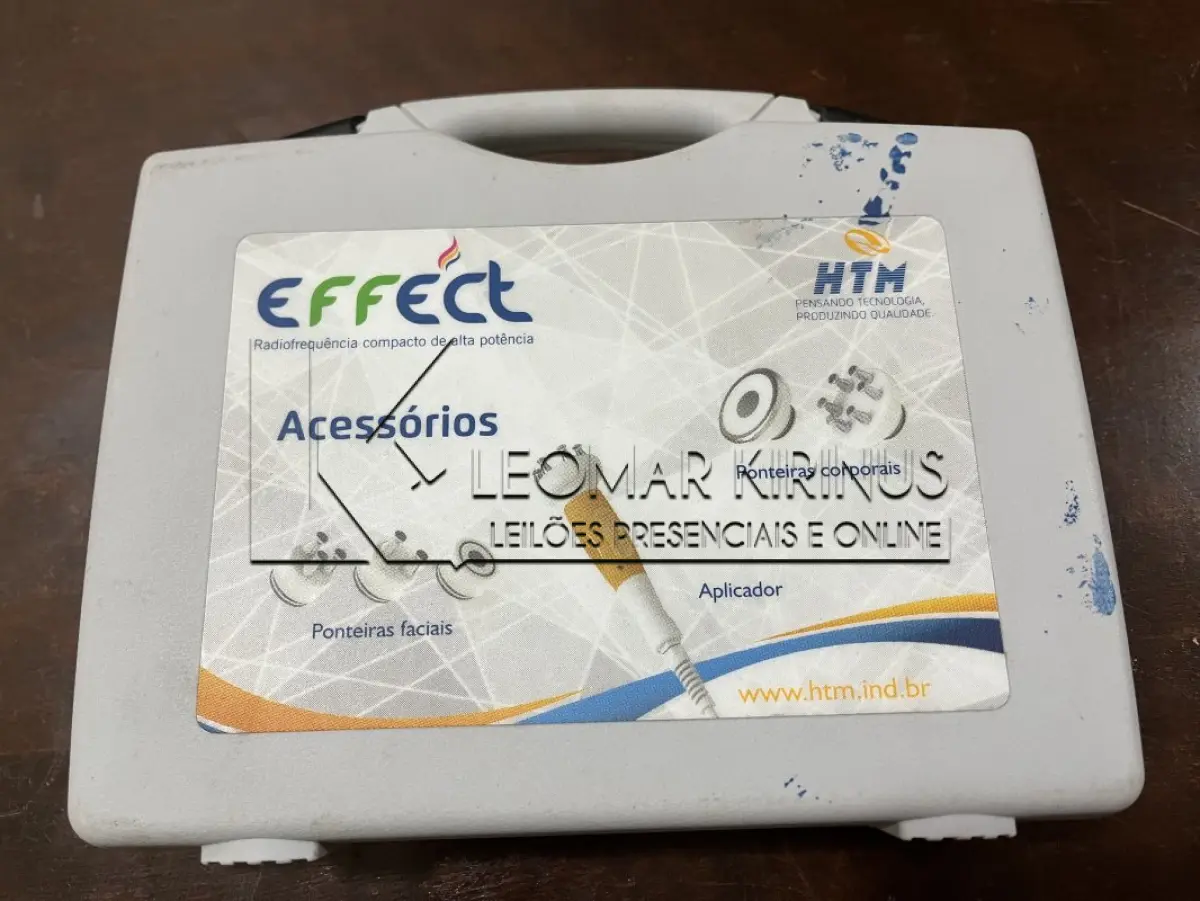 EFFECT
Radiofrequência compacto de alta potência
HTM
PENSANDO TECNOLOGIA,
PRODUZINDO QUALIDADE.
Acessórios
Ponteiras corporais
LEOMAR KIRINUS
LEILÕES PRESENCIAIS E ONLINE
Aplicador
Ponteiras faciais
www.htm.ind.br